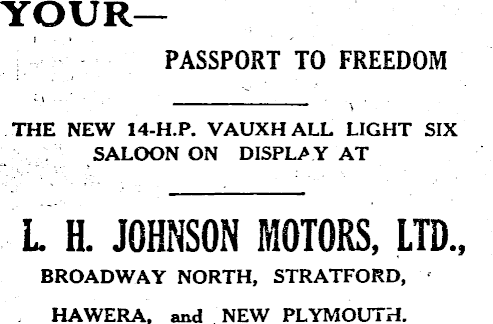 YOUR—
PASSPORT TO FREEDOM
THE NEW 14-H.P. VAUXHALL LIGHT SIX
SALOON ON DISPLAY AT
L. H. JOHNSON MOTORS, LTD.,
BROADWAY NORTH, STRATFORD,
HAWERA, and NEW PLYMOUTH.